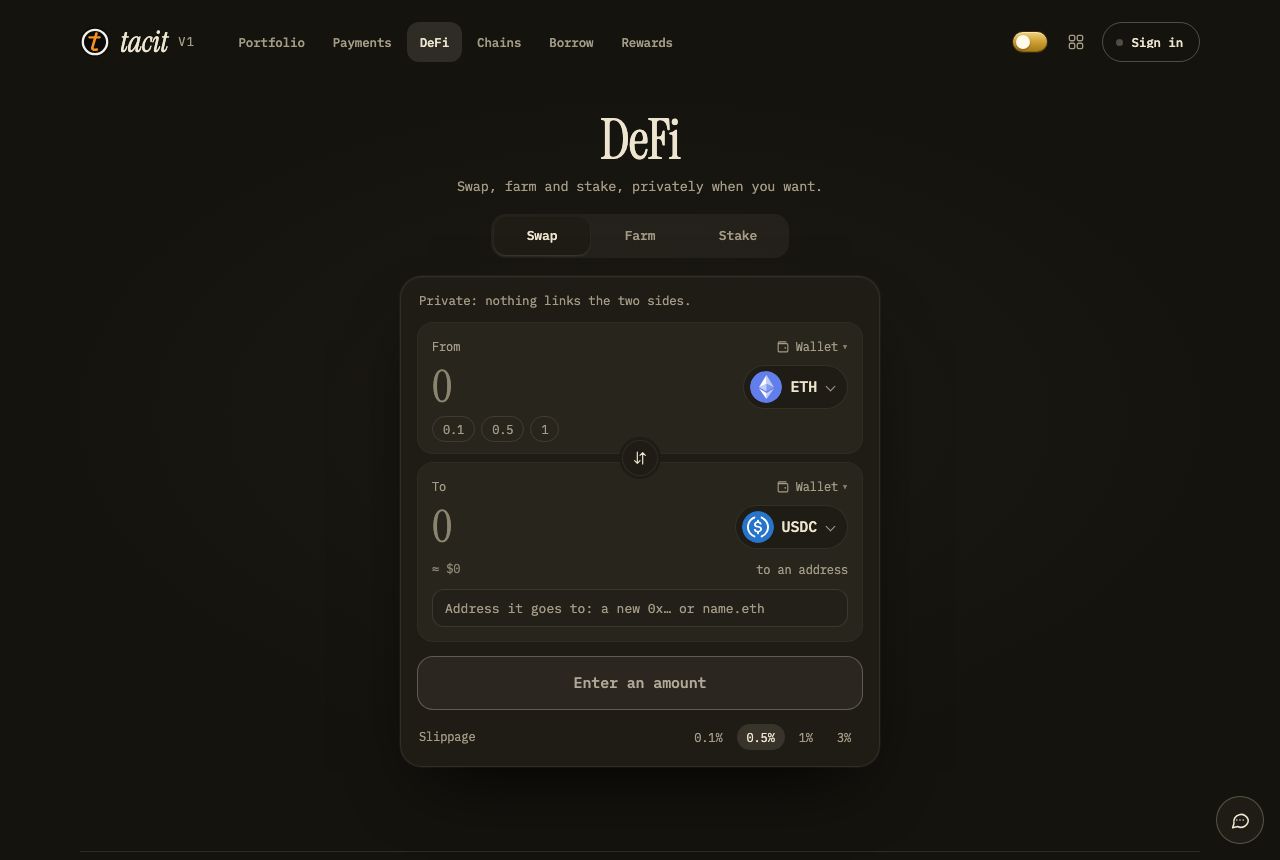 tacit V1
Portfolio Payments DeFi Chains Borrow Rewards
Sign in
DeFi
Swap, farm and stake, privately when you want.
Swap Farm Stake
Private: nothing links the two sides.
From Wallet
0 ETH
0.1 0.5 1
To Wallet
0 USDC
≈ $0 to an address
Address it goes to: a new 0x… or name.eth
Enter an amount
Slippage 0.1% 0.5% 1% 3%